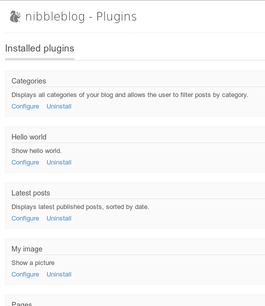 nibbleblog - Plugins
Installed plugins
Categories
Displays all categories of your blog and allows the user to filter posts by category.
Configure Uninstall
Hello world
Show hello world.
Configure Uninstall
Latest posts
Displays latest published posts, sorted by date.
Configure Uninstall
My image
Show a picture
Configure Uninstall
Pages